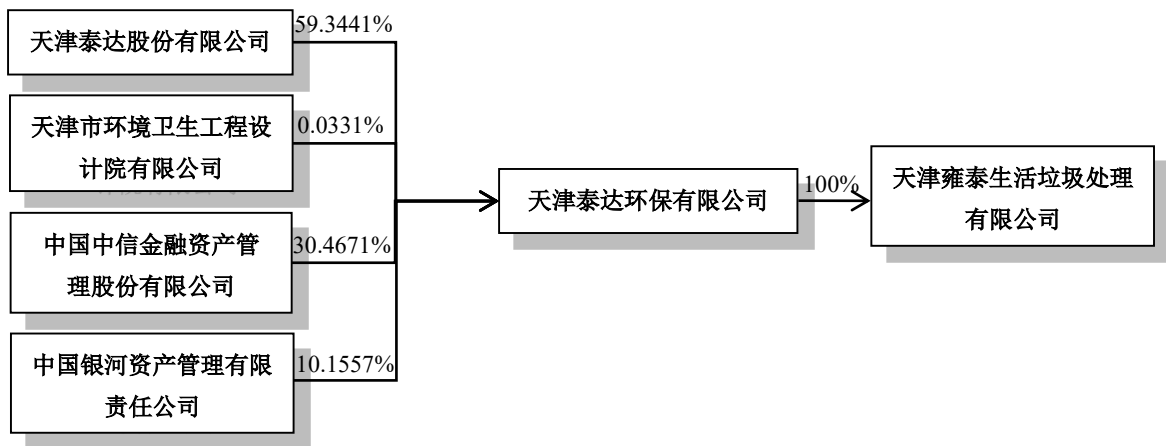 天津泰达股份有限公司
59.3441%
天津市环境卫生工程设
计院有限公司
0.0331%
中国中信金融资产管
理股份有限公司
30.4671%
中国银河资产管理有限
责任公司
10.1557%
天津泰达环保有限公司
100%
天津雍泰生活垃圾处理
有限公司